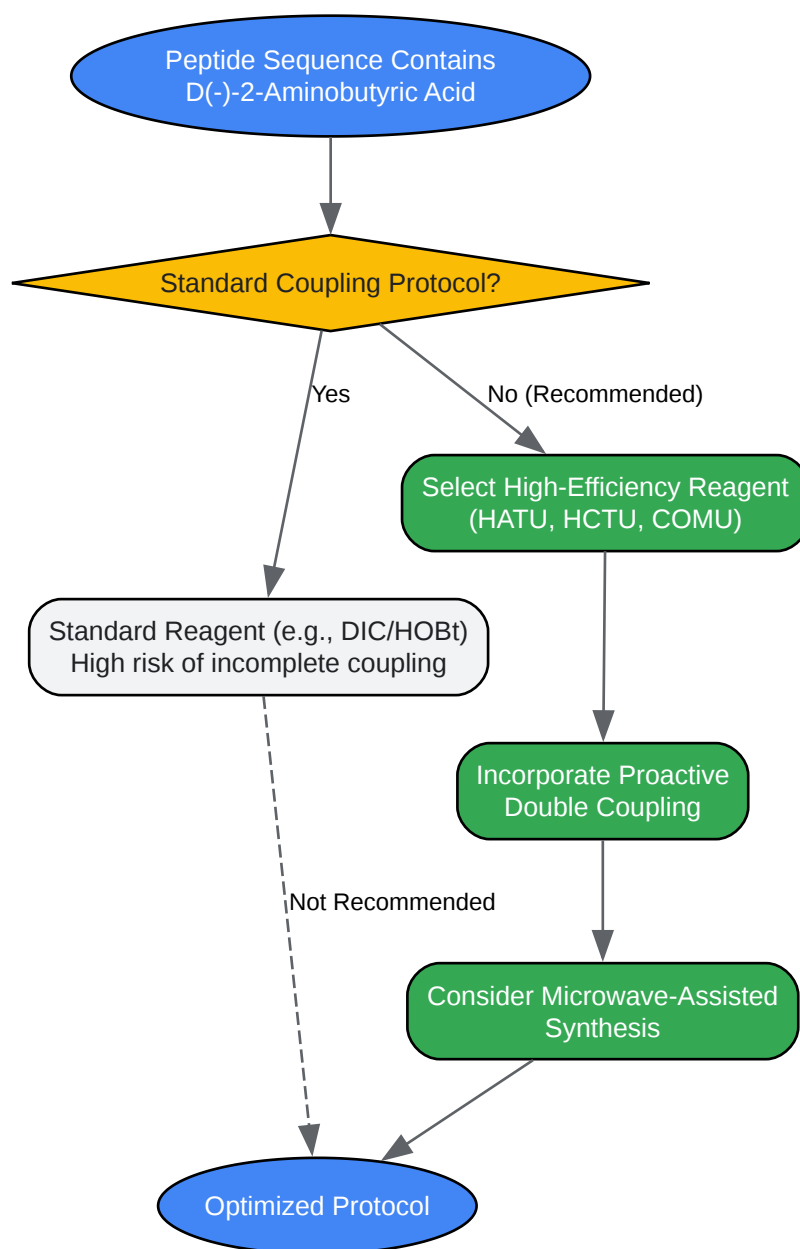 Peptide Sequence Contains
D(-)-2-Aminobutyric Acid
Standard Coupling Protocol?
Yes
No (Recommended)
Select High-Efficiency Reagent
(HATU, HCTU, COMU)
Standard Reagent (e.g., DIC/HOBt)
High risk of incomplete coupling
Incorporate Proactive
Double Coupling
Not Recommended
Consider Microwave-Assisted
Synthesis
Optimized Protocol